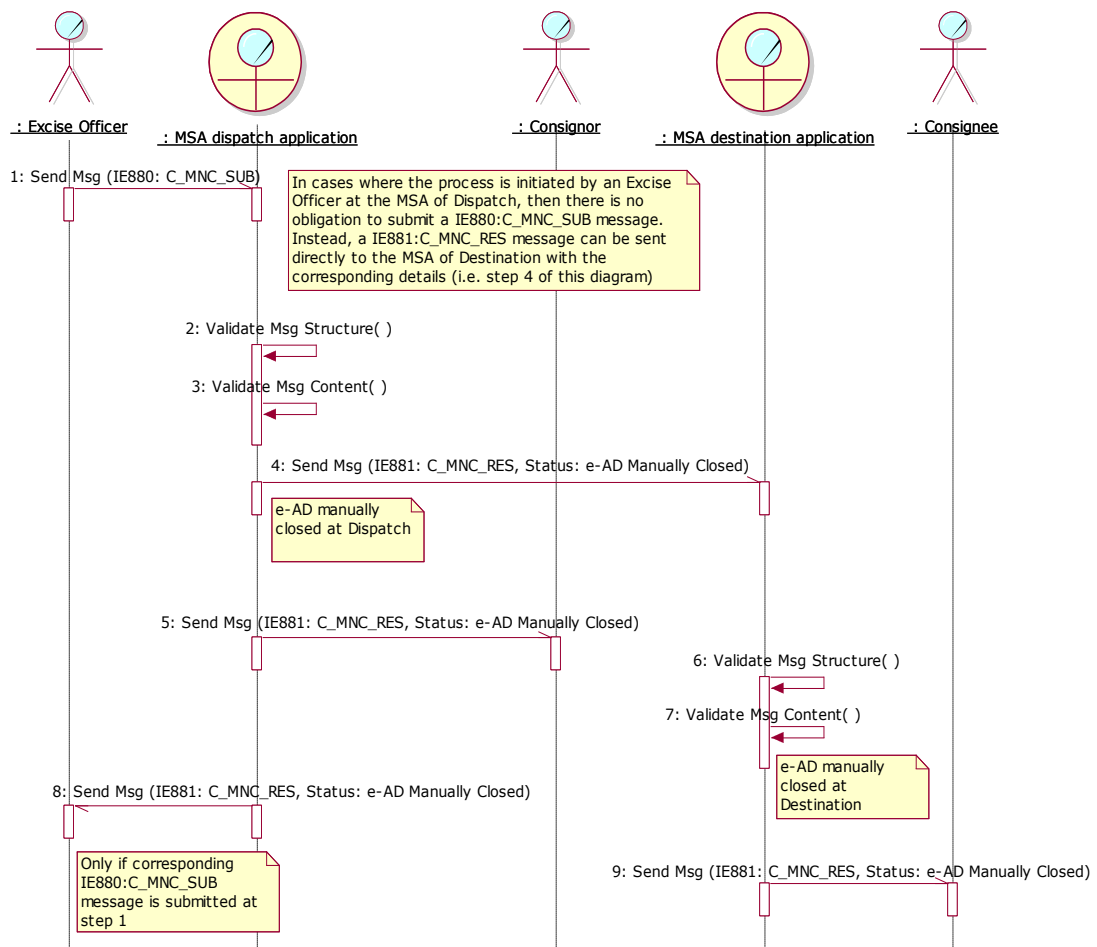 : Excise Officer
: MSA dispatch application
: Consignor
: MSA destination application
: Consignee
1: Send Msg (IE880: C_MNC_SUB)
In cases where the process is initiated by an Excise
Officer at the MSA of Dispatch, then there is no
obligation to submit a IE880:C_MNC_SUB message.
Instead, a IE881:C_MNC_RES message can be sent
directly to the MSA of Destination with the
corresponding details (i.e. step 4 of this diagram)
2: Validate Msg Structure( )
3: Validate Msg Content( )
4: Send Msg (IE881: C_MNC_RES, Status: e-AD Manually Closed)
e-AD manually
closed at Dispatch
5: Send Msg (IE881: C_MNC_RES, Status: e-AD Manually Closed)
6: Validate Msg Structure( )
7: Validate Msg Content( )
e-AD manually
closed at
Destination
8: Send Msg (IE881: C_MNC_RES, Status: e-AD Manually Closed)
Only if corresponding
IE880:C_MNC_SUB
message is submitted at
step 1
9: Send Msg (IE881: C_MNC_RES, Status: e-AD Manually Closed)